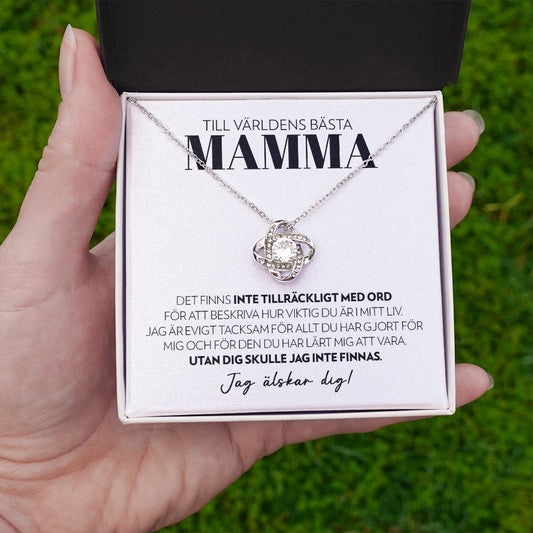 TILL VÄRLDENS BÄSTA
MAMMA
DET FINNS INTE TILLRÄCKLIGT MED ORD
FÖR ATT BESKRIVA HUR VIKTIG DU ÄR I MITT LIV.
JAG ÄR EVIGT TACKSAM FÖR ALLT DU HAR GJORT FÖR
MIG OCH FÖR DEN DU HAR LÄRT MIG ATT VARA.
UTAN DIG SKULLE JAG INTE FINNAS.
Jag älskar dig!